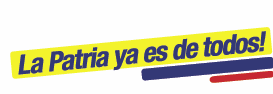 La Patria ya es de todos!